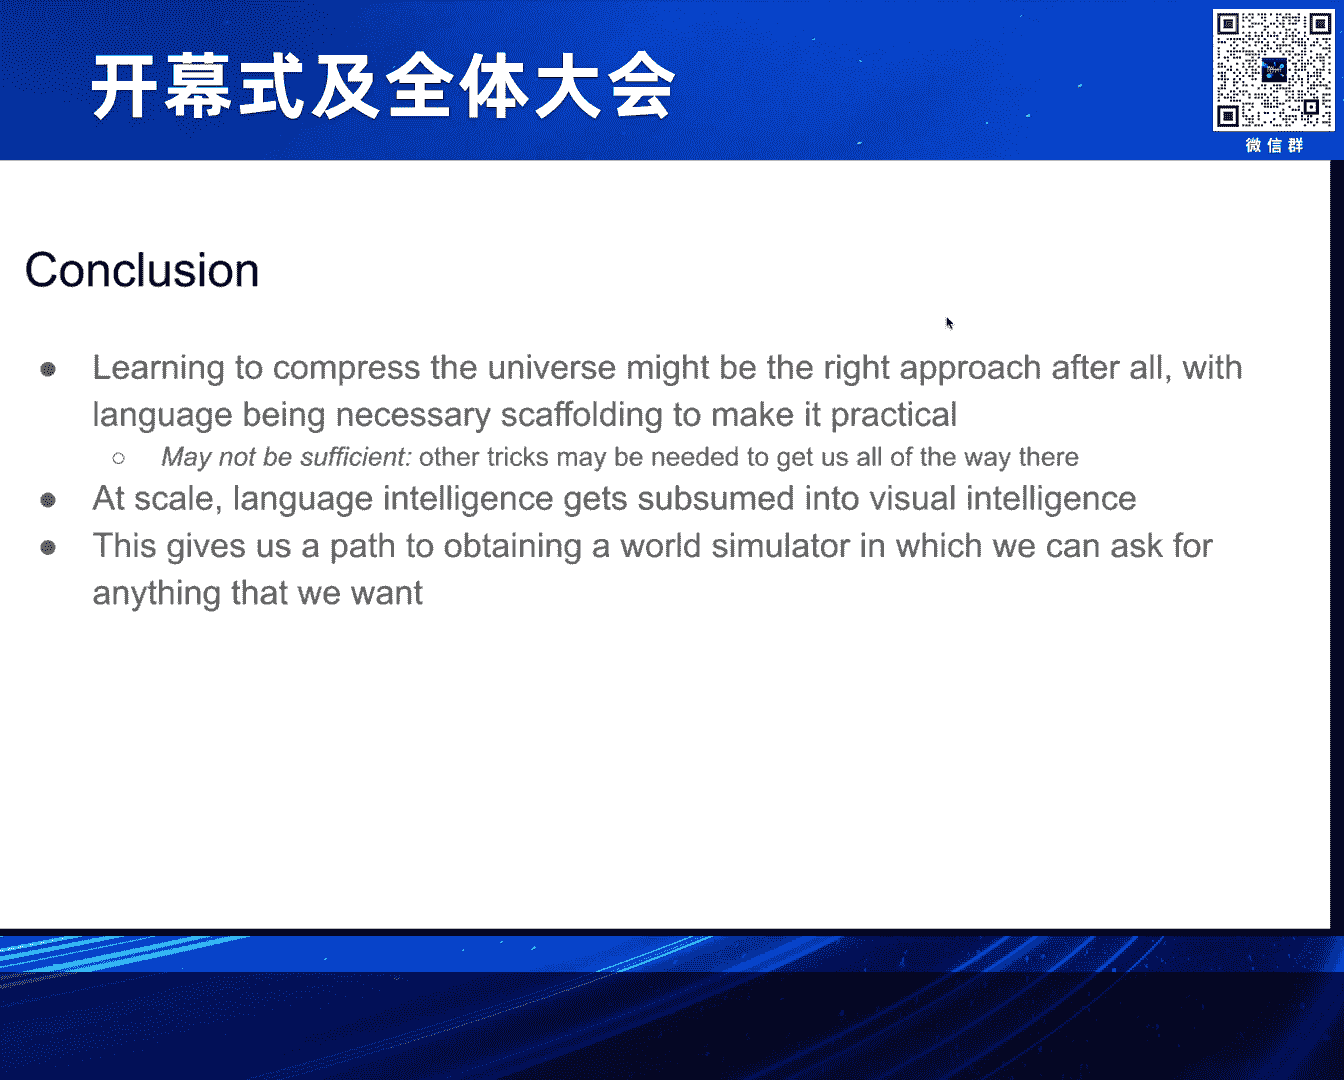 开幕式及全体大会
微信群
Conclusion
● Learning to compress the universe might be the right approach after all, with
language being necessary scaffolding to make it practical
○ May not be sufficient: other tricks may be needed to get us all of the way there
● At scale, language intelligence gets subsumed into visual intelligence
● This gives us a path to obtaining a world simulator in which we can ask for
anything that we want